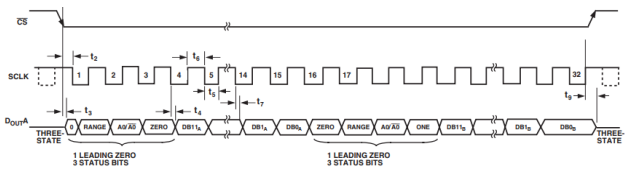 CS
t2 t6
SCLK 1 2 3 4 5 14 15 16 17 32
t3 t4 t5 t7 t9
DOUTA THREE-STATE 0 RANGE A0/A0 ZERO DB11A DB1A DB0A ZERO RANGE A0/A0 ONE DB11B DB1B DB0B THREE-STATE
1 LEADING ZERO 1 LEADING ZERO
3 STATUS BITS 3 STATUS BITS